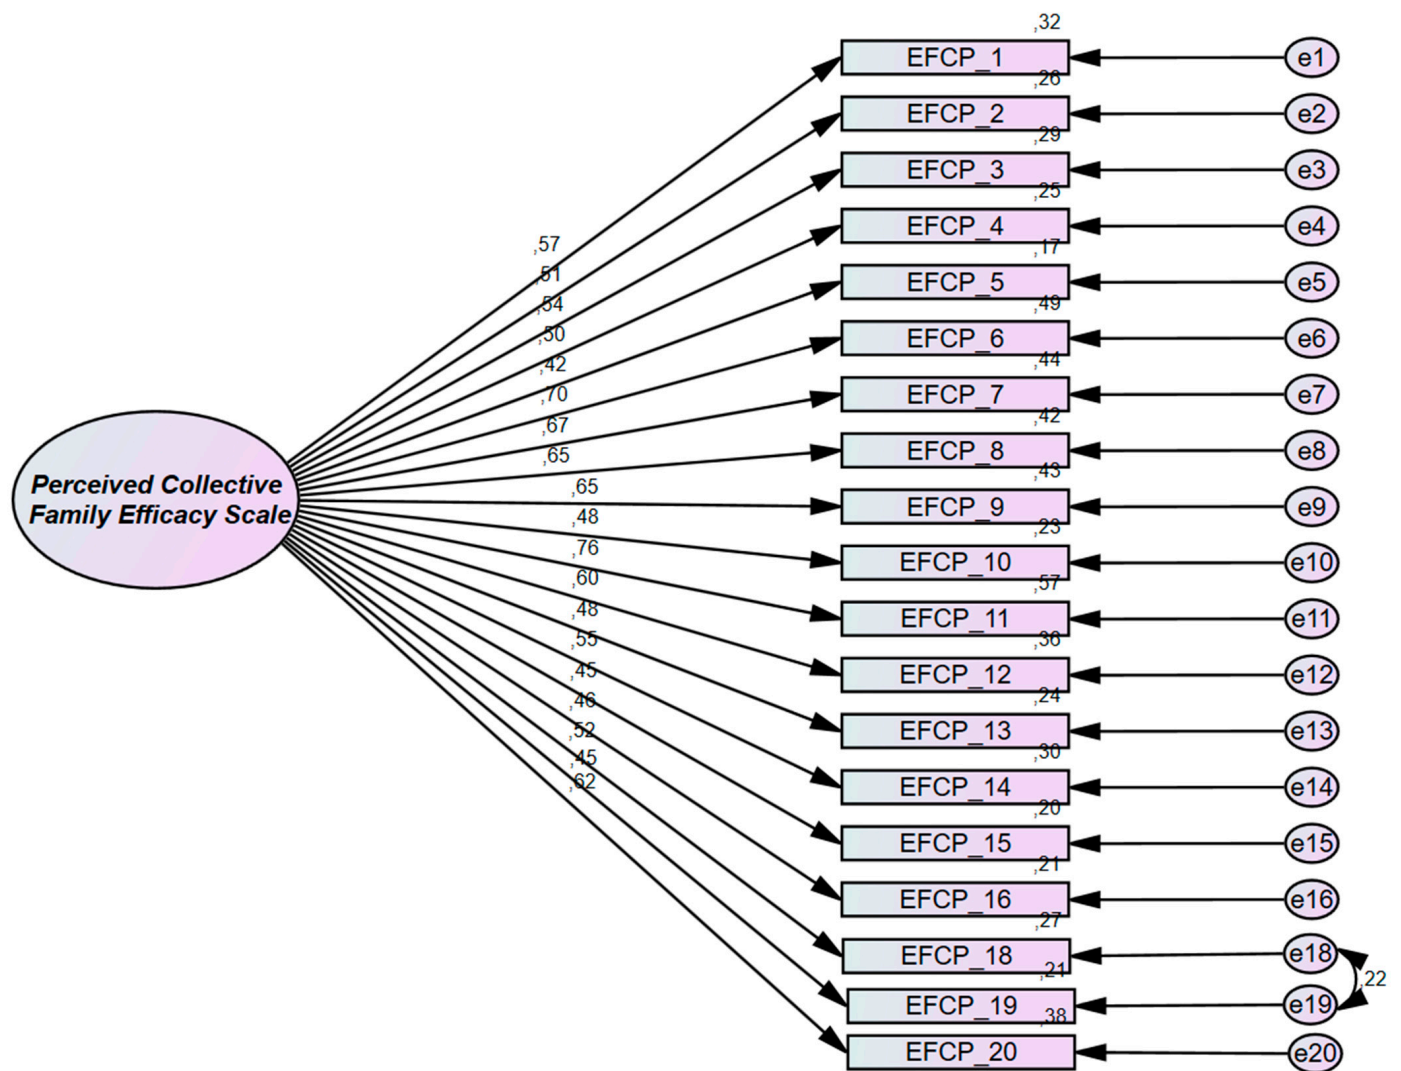 ,32
EFCP_1
e1
,26
EFCP_2
e2
,29
EFCP_3
e3
,25
EFCP_4
e4
,17
EFCP_5
e5
,49
EFCP_6
e6
,44
EFCP_7
e7
,42
EFCP_8
e8
,43
EFCP_9
e9
,23
EFCP_10
e10
,57
EFCP_11
e11
,36
EFCP_12
e12
,24
EFCP_13
e13
,30
EFCP_14
e14
,20
EFCP_15
e15
,21
EFCP_16
e16
,27
EFCP_18
e18
,21
EFCP_19
e19
,22
,38
EFCP_20
e20
,57
,51
,54
,50
,42
,70
,67
,65
,65
,48
,76
,60
,48
,55
,45
,46
,52
,45
,62
Perceived Collective
Family Efficacy Scale